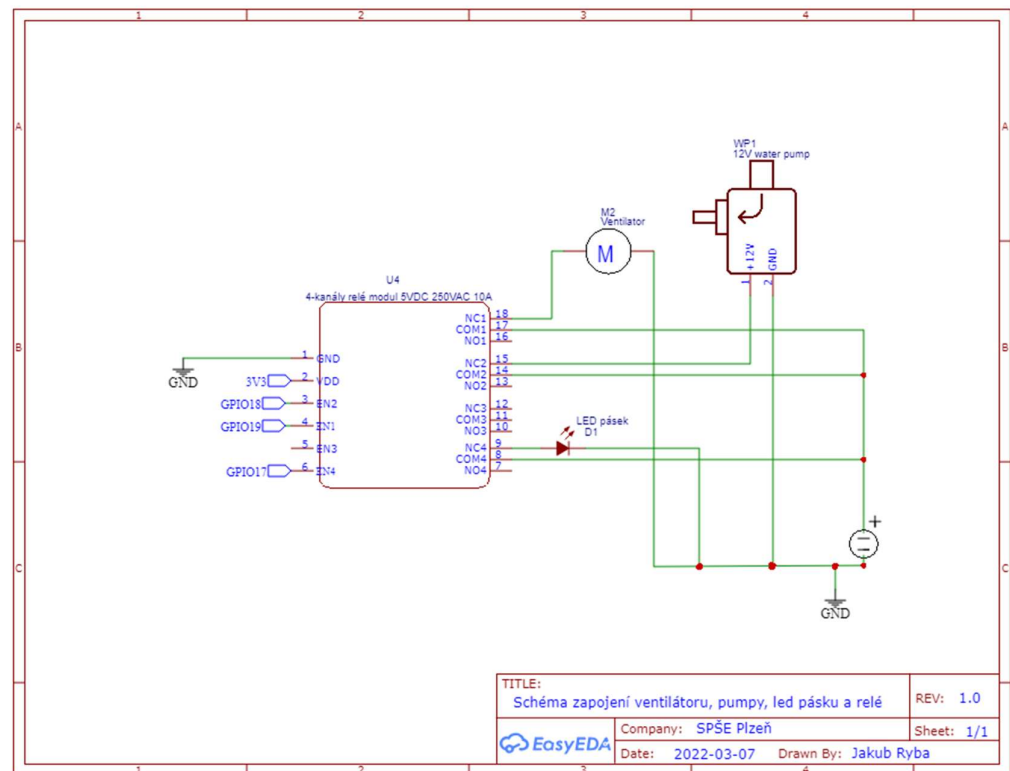 1 2 3 4
A A
WP1
12V water pump
M2
Ventilator
M
+12V
GND
1
2
U4
4-kanály relé modul 5VDC 250VAC 10A
NC1 18
COM1 17
NO1 16
B B
1 GND
NC2 15
GND
COM2 14
3V3 2 VDD
NO2 13
GPIO18 3 EN2
NC3 12
GPIO19 4 EN1
COM3 11
NO3 10
LED pásek
D1
5 EN3
NC4 9
COM4 8
GPIO17 6 EN4
NO4 7
+
C C
GND
TITLE:
Schéma zapojení ventilátoru, pumpy, led pásku a relé
REV: 1.0
EasyEDA
Company: SPŠE Plzeň
Sheet: 1/1
Date: 2022-03-07 Drawn By: Jakub Ryba
1 2 3 4